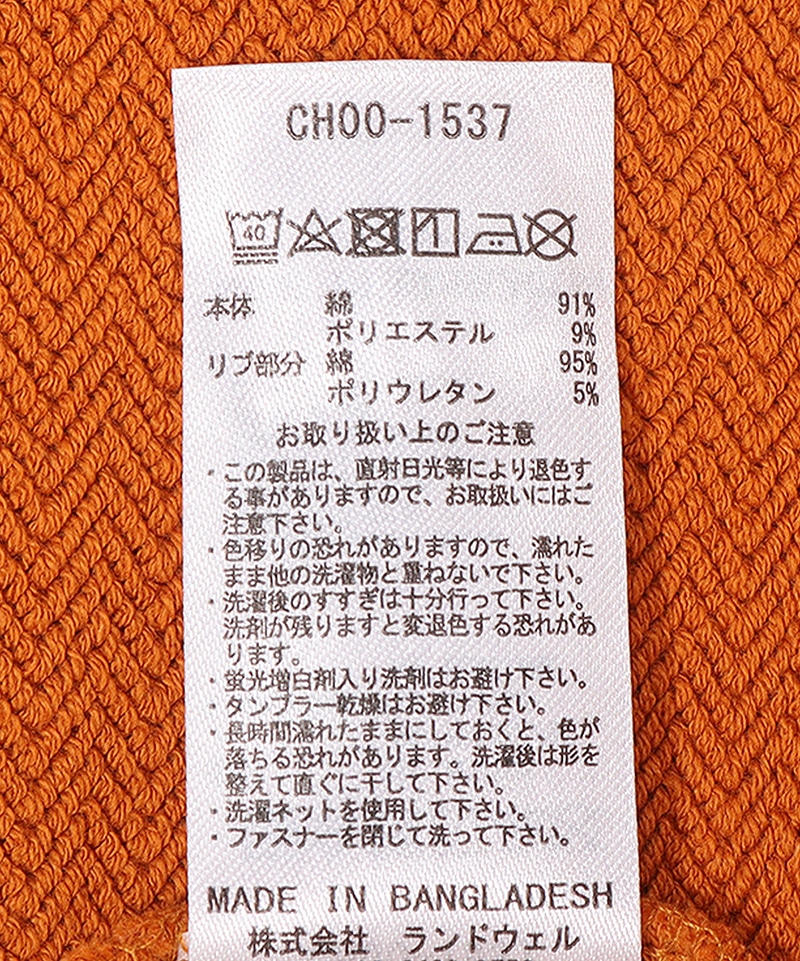 CH00-1537
40
本体 綿 91%
ポリエステル 9%
リブ部分 綿 95%
ポリウレタン 5%
お取り扱い上のご注意
・この製品は、直射日光等により退色す
る事がありますので、お取扱いにはご
注意下さい。
・色移りの恐れがありますので、濡れた
まま他の洗濯物と重ねないで下さい。
・洗濯後のすすぎは十分行って下さい。
洗剤が残りますと変退色する恐れがあ
ります。
・蛍光増白剤入り洗剤はお避け下さい。
・タンブラー乾燥はお避け下さい。
・長時間濡れたままにしておくと、色が
落ちる恐れがあります。洗濯後は形を
整えて直ぐに干して下さい。
・洗濯ネットを使用して下さい。
・ファスナーを閉じて洗って下さい。
MADE IN BANGLADESH
株式会社 ランドウェル